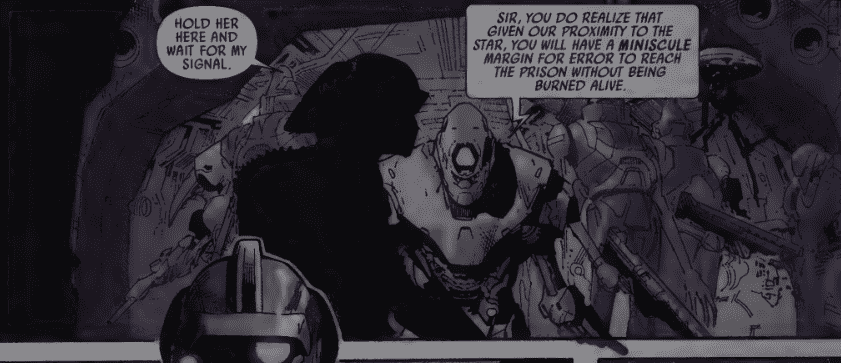 HOLD HER
HERE AND
WAIT FOR MY
SIGNAL.
SIR, YOU DO REALIZE THAT
GIVEN OUR PROXIMITY TO THE
STAR, YOU WILL HAVE A MINISCULE
MARGIN FOR ERROR TO REACH
THE PRISON WITHOUT BEING
BURNED ALIVE.